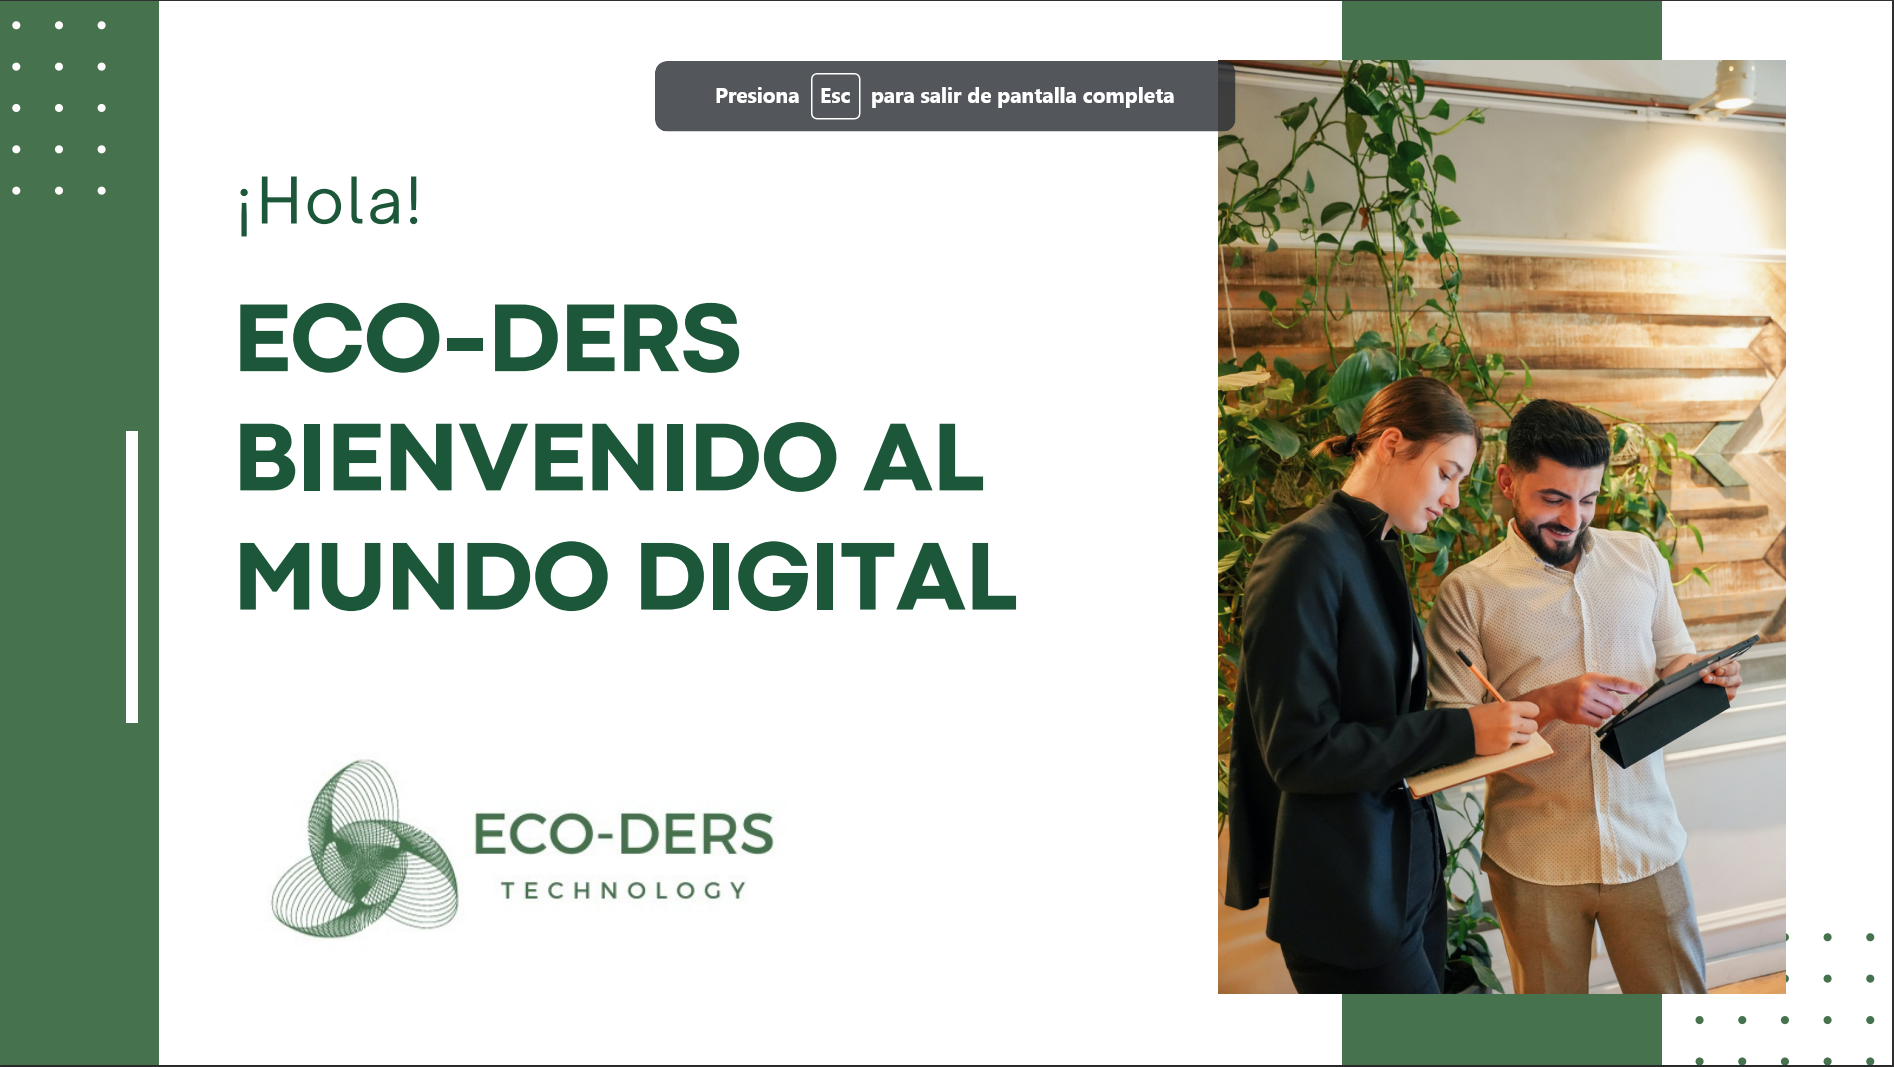 Presiona Esc para salir de pantalla completa
¡Hola!
ECO-DERS
BIENVENIDO AL
MUNDO DIGITAL
ECO-DERS
TECHNOLOGY